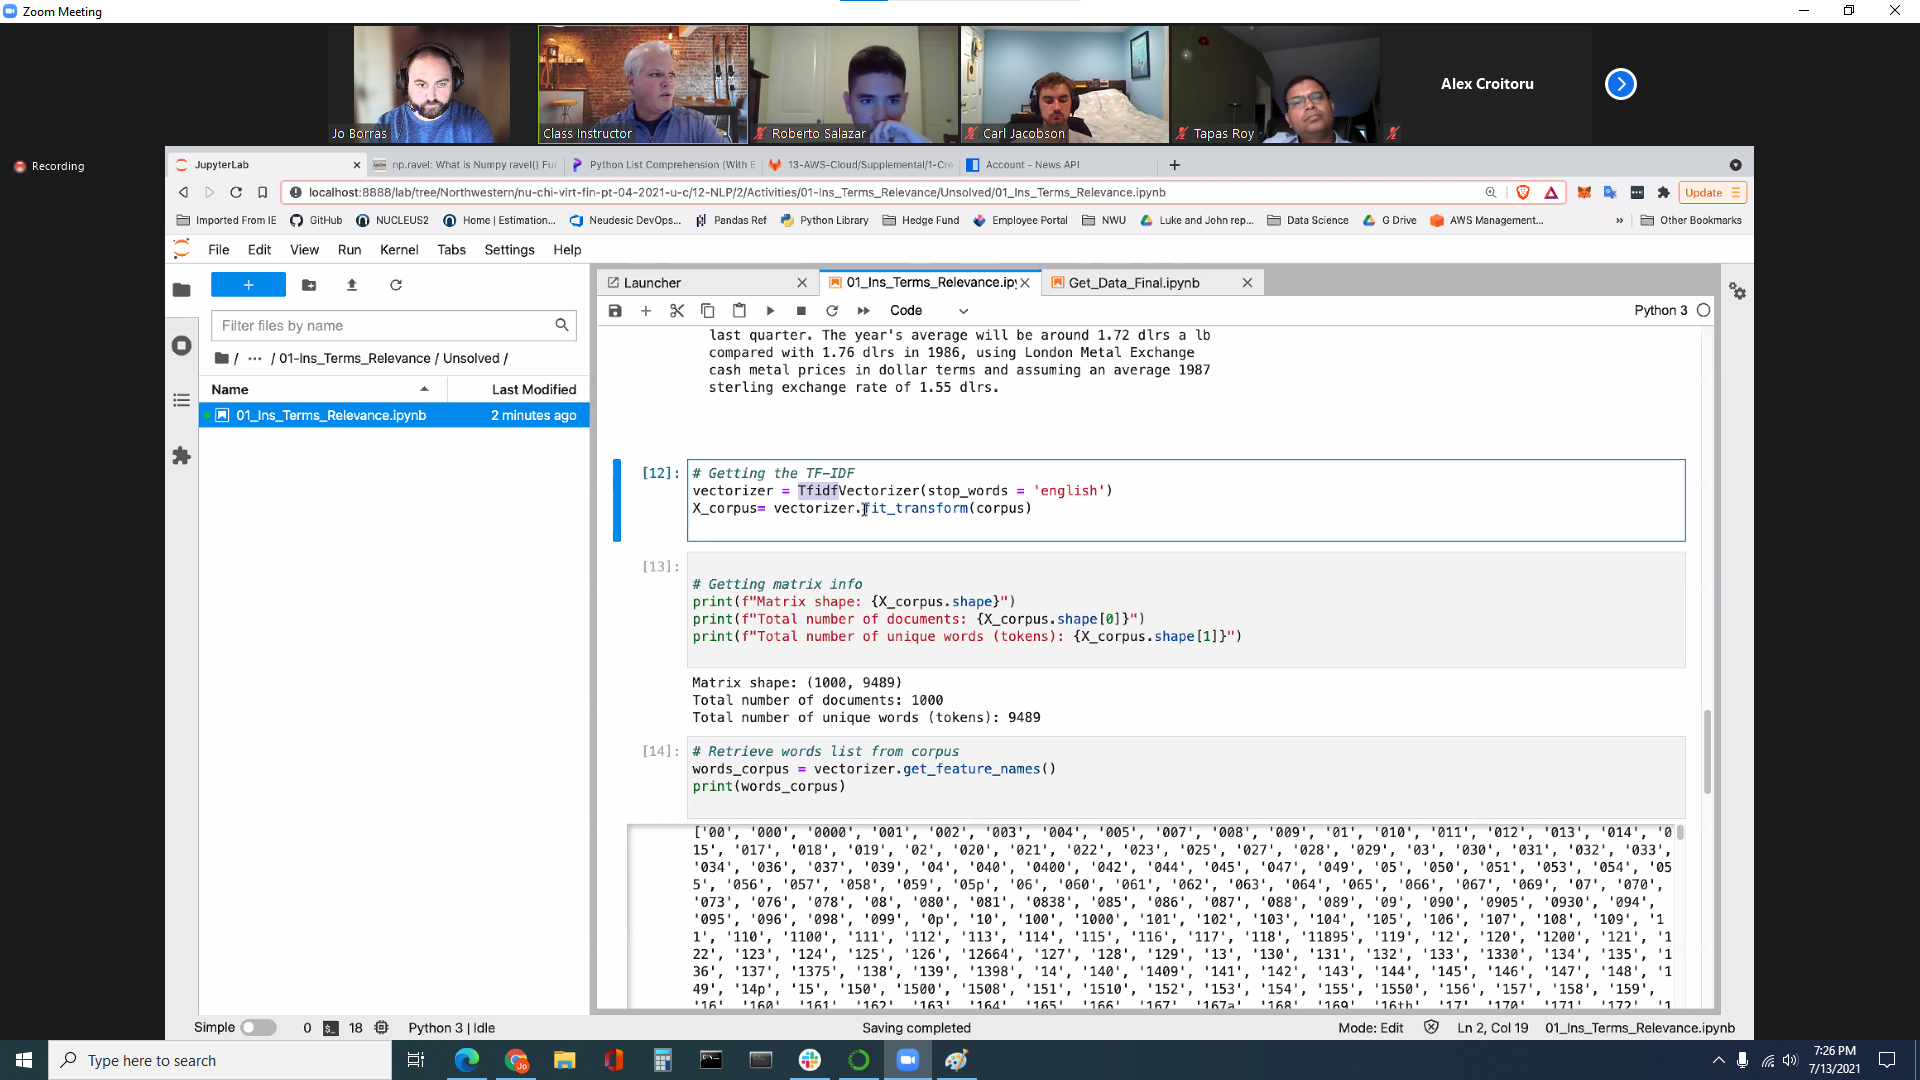 Zoom Meeting
Jo Borras
Class Instructor
Roberto Salazar
Carl Jacobson
Tapas Roy
Alex Croitoru
Recording
JupyterLab
np.ravel: What is Numpy ravel() Fur
Python List Comprehension (With E
13-AWS-Cloud/Supplemental/1-Cre
Account - News API
localhost:8888/lab/tree/Northwestern/nu-chi-virt-fin-pt-04-2021-u-c/12-NLP/2/Activities/01-Ins_Terms_Relevance/Unsolved/01_Ins_Terms_Relevance.ipynb
Update
Imported From IE
GitHub
NUCLEUS2
Home | Estimation...
Neudesic DevOps...
Pandas Ref
Python Library
Hedge Fund
Employee Portal
NWU
Luke and John rep...
Data Science
G Drive
AWS Management...
»
Other Bookmarks
File Edit View Run Kernel Tabs Settings Help
Launcher
01_Ins_Terms_Relevance.ipy
Get_Data_Final.ipynb
Filter files by name
/ ··· / 01-Ins_Terms_Relevance / Unsolved /
Name Last Modified
01_Ins_Terms_Relevance.ipynb 2 minutes ago
Code
Python 3
last quarter. The year's average will be around 1.72 dlrs a lb
compared with 1.76 dlrs in 1986, using London Metal Exchange
cash metal prices in dollar terms and assuming an average 1987
sterling exchange rate of 1.55 dlrs.
[12]: # Getting the TF-IDF
vectorizer = TfidfVectorizer(stop_words = 'english')
X_corpus= vectorizer.fit_transform(corpus)
[13]:
# Getting matrix info
print(f"Matrix shape: {X_corpus.shape}")
print(f"Total number of documents: {X_corpus.shape[0]}")
print(f"Total number of unique words (tokens): {X_corpus.shape[1]}")
Matrix shape: (1000, 9489)
Total number of documents: 1000
Total number of unique words (tokens): 9489
[14]: # Retrieve words list from corpus
words_corpus = vectorizer.get_feature_names()
print(words_corpus)
['00', '000', '0000', '001', '002', '003', '004', '005', '007', '008', '009', '01', '010', '011', '012', '013', '014', '0
15', '017', '018', '019', '02', '020', '021', '022', '023', '025', '027', '028', '029', '03', '030', '031', '032', '033',
'034', '036', '037', '039', '04', '040', '0400', '042', '044', '045', '047', '049', '05', '050', '051', '053', '054', '05
5', '056', '057', '058', '059', '05p', '06', '060', '061', '062', '063', '064', '065', '066', '067', '069', '07', '070',
'073', '076', '078', '08', '080', '081', '0838', '085', '086', '087', '088', '089', '09', '090', '0905', '0930', '094',
'095', '096', '098', '099', '0p', '10', '100', '1000', '101', '102', '103', '104', '105', '106', '107', '108', '109', '1
1', '110', '1100', '111', '112', '113', '114', '115', '116', '117', '118', '11895', '119', '12', '120', '1200', '121', '1
22', '123', '124', '125', '126', '12664', '127', '128', '129', '13', '130', '131', '132', '133', '1330', '134', '135', '1
36', '137', '1375', '138', '139', '1398', '14', '140', '1409', '141', '142', '143', '144', '145', '146', '147', '148', '1
49', '14p', '15', '150', '1500', '1508', '151', '1510', '152', '153', '154', '155', '1550', '156', '157', '158', '159',
'16', '160', '161', '162', '163', '164', '165', '166', '167', '167a', '168', '169', '16th', '17', '170', '171', '172', '1
Simple 0 18 Python 3 | Idle
Saving completed
Mode: Edit Ln 2, Col 19 01_Ins_Terms_Relevance.ipynb
Type here to search
7:26 PM
7/13/2021